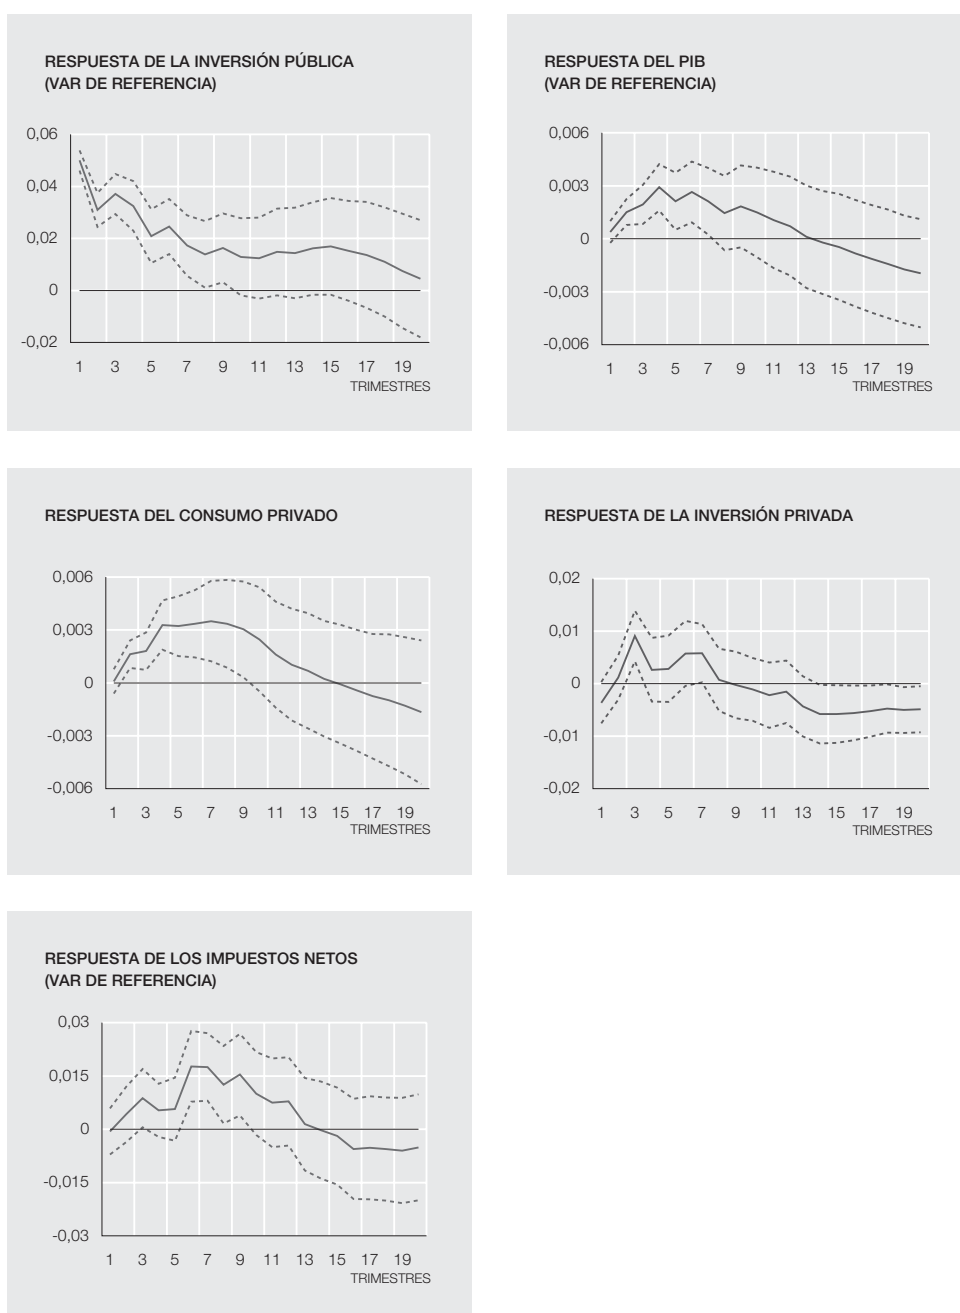 RESPUESTA DE LA INVERSIÓN PÚBLICA
(VAR DE REFERENCIA)
0,06
0,04
0,02
0
-0,02
1 3 5 7 9 11 13 15 17 19
TRIMESTRES
RESPUESTA DEL PIB
(VAR DE REFERENCIA)
0,006
0,003
0
-0,003
-0,006
1 3 5 7 9 11 13 15 17 19
TRIMESTRES
RESPUESTA DEL CONSUMO PRIVADO
0,006
0,003
0
-0,003
-0,006
1 3 5 7 9 11 13 15 17 19
TRIMESTRES
RESPUESTA DE LA INVERSIÓN PRIVADA
0,02
0,01
0
-0,01
-0,02
1 3 5 7 9 11 13 15 17 19
TRIMESTRES
RESPUESTA DE LOS IMPUESTOS NETOS
(VAR DE REFERENCIA)
0,03
0,015
0
-0,015
-0,03
1 3 5 7 9 11 13 15 17 19
TRIMESTRES